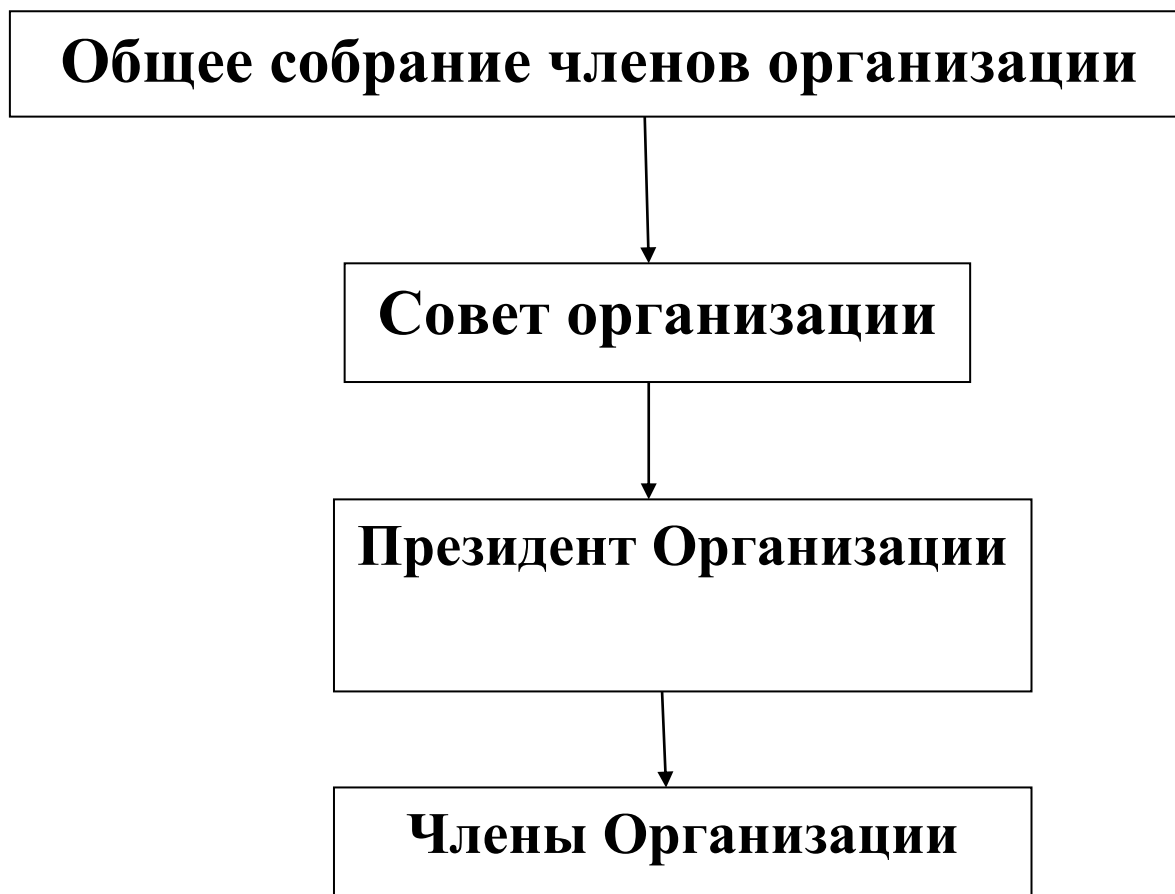 Общее собрание членов организации
Совет организации
Президент Организации
Члены Организации